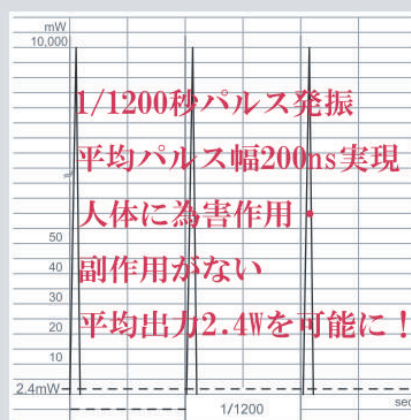 mW
10,000
1/1200秒パルス発振
平均パルス幅200ns実現
人体に為害作用・
50
40
副作用がない
30
20
平均出力2.4Wを可能に！
10
2.4mW
1/1200
sec